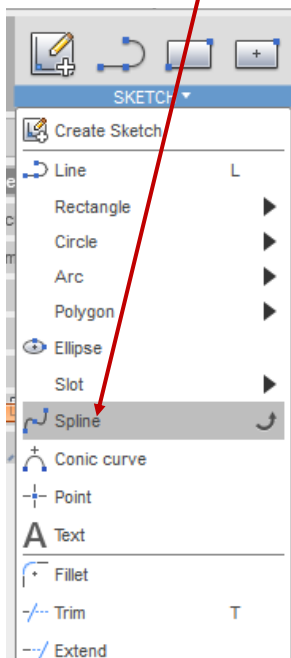 SKETCH
Create Sketch
Line L
Rectangle
Circle
Arc
Polygon
Ellipse
Slot
Spline
Conic curve
Point
A Text
Fillet
Trim T
Extend